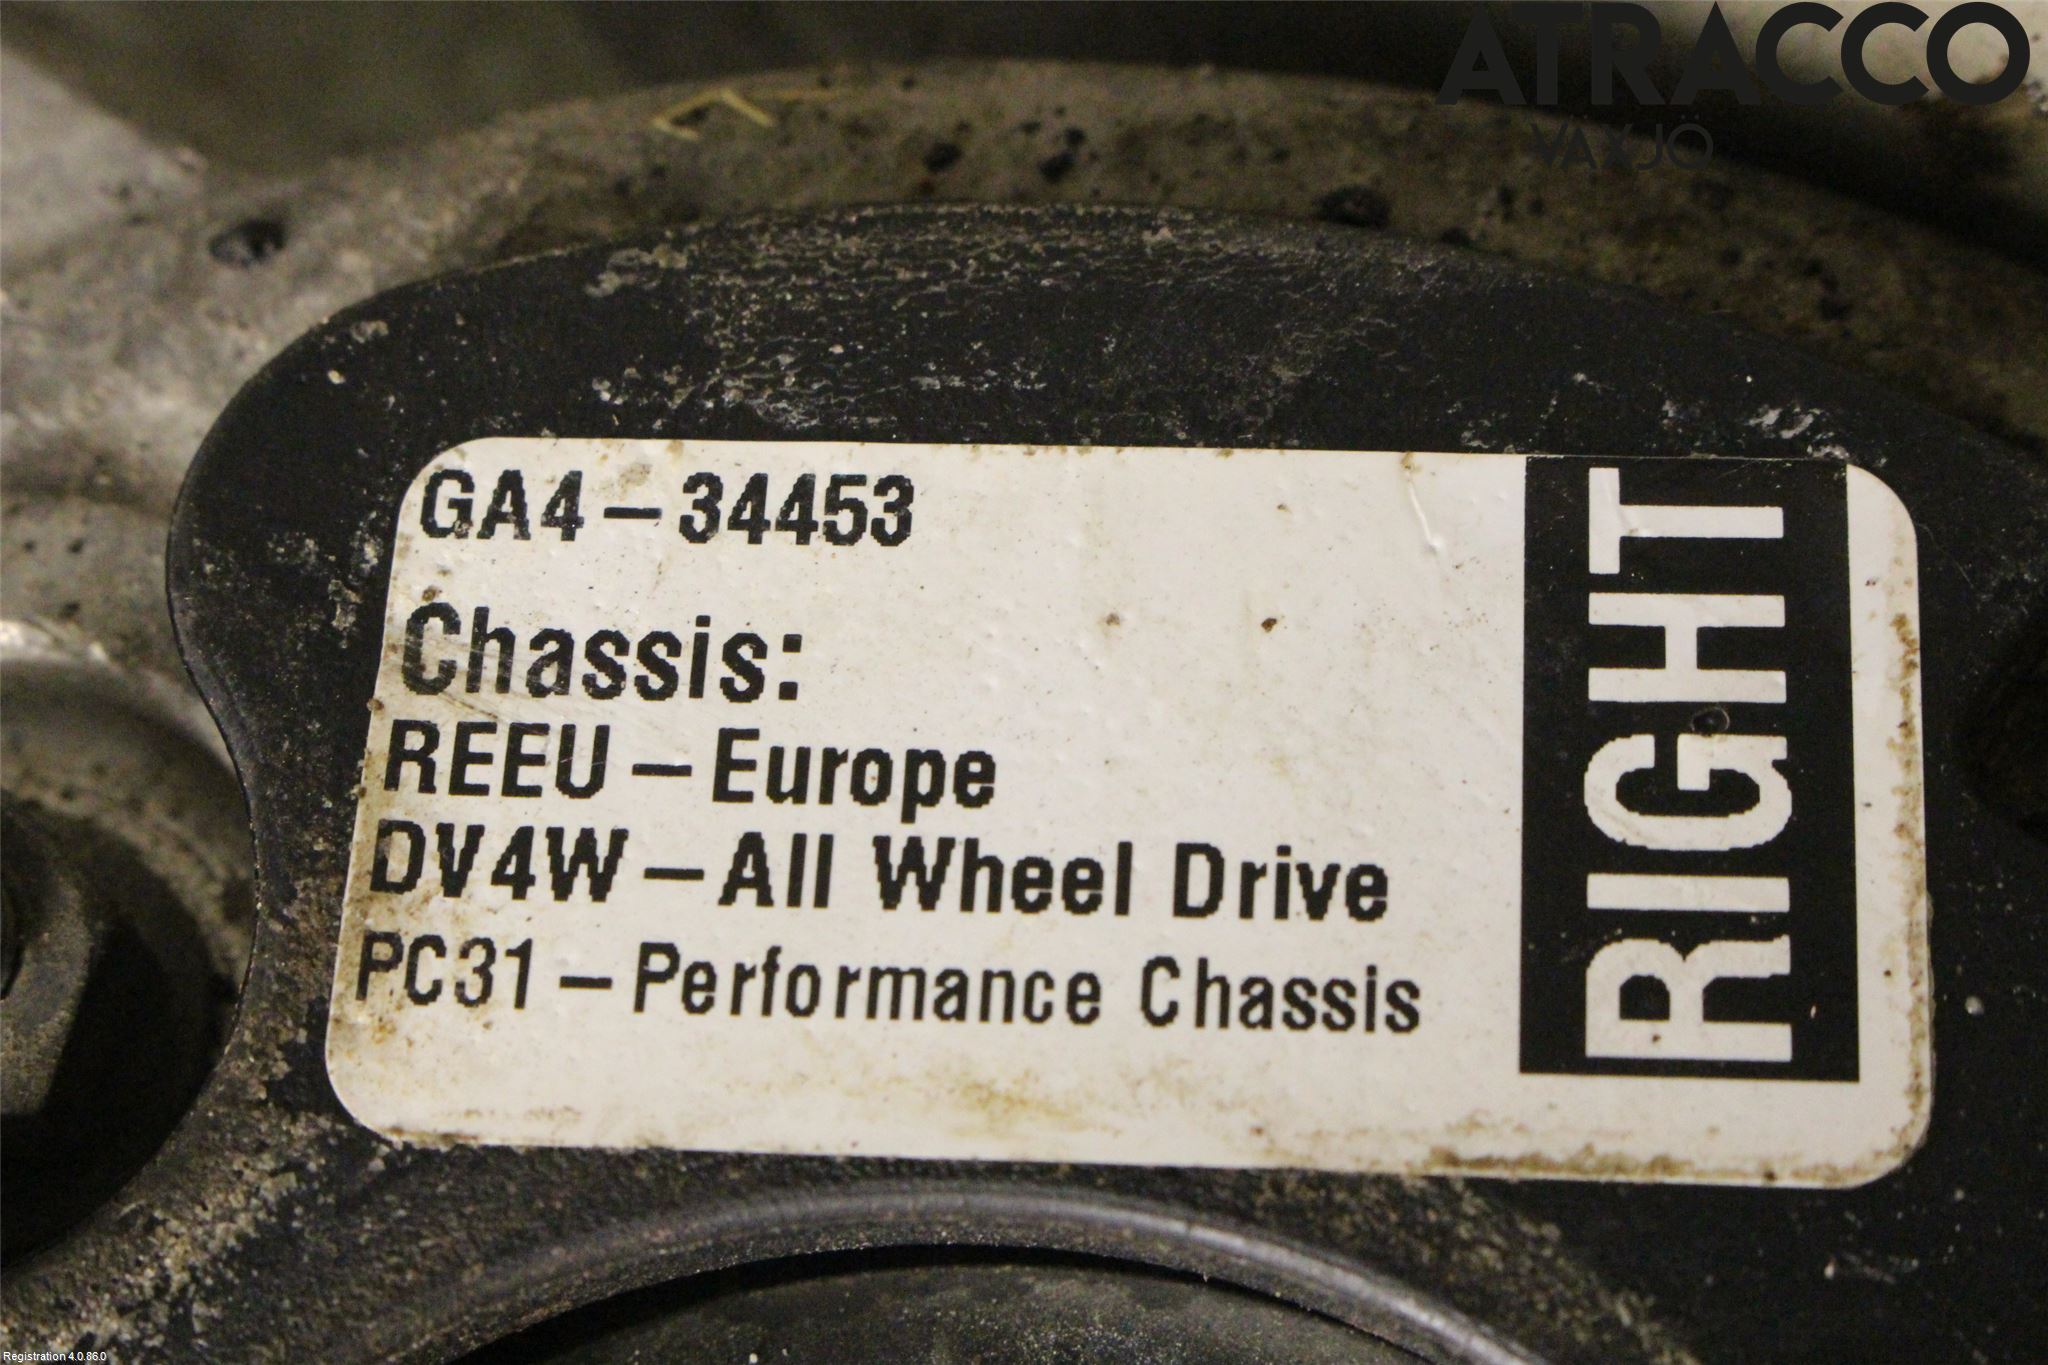 ATRACCO
VÄXJÖ
GA4-34453
Chassis:
REEU-Europe
DV4W-All Wheel Drive
PC31-Performance Chassis
RIGHT
Registration 4.0.86.0